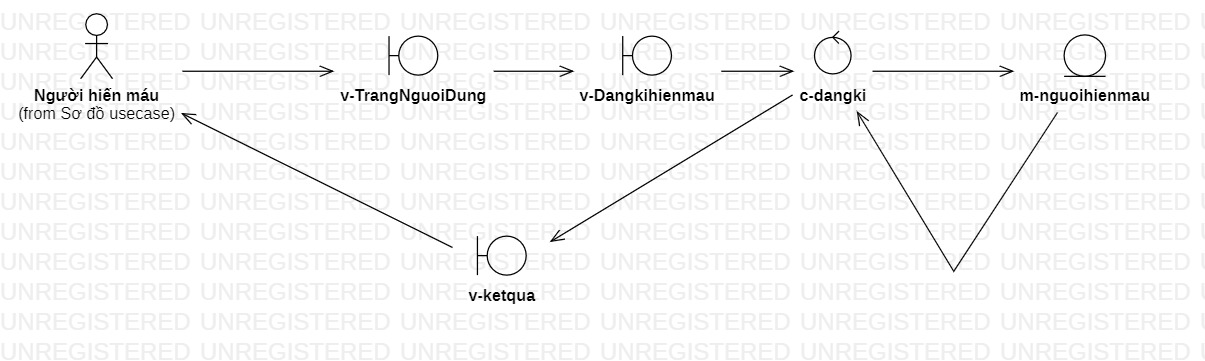 UNREGISTERED UNREGISTERED UNREGISTERED UNREGISTERED UNREGISTERED UNREGISTERED
Người hiến máu
(from Sơ đồ usecase)
v-TrangNguoiDung
v-Dangkihienmau
c-dangki
m-nguoihienmau
v-ketqua